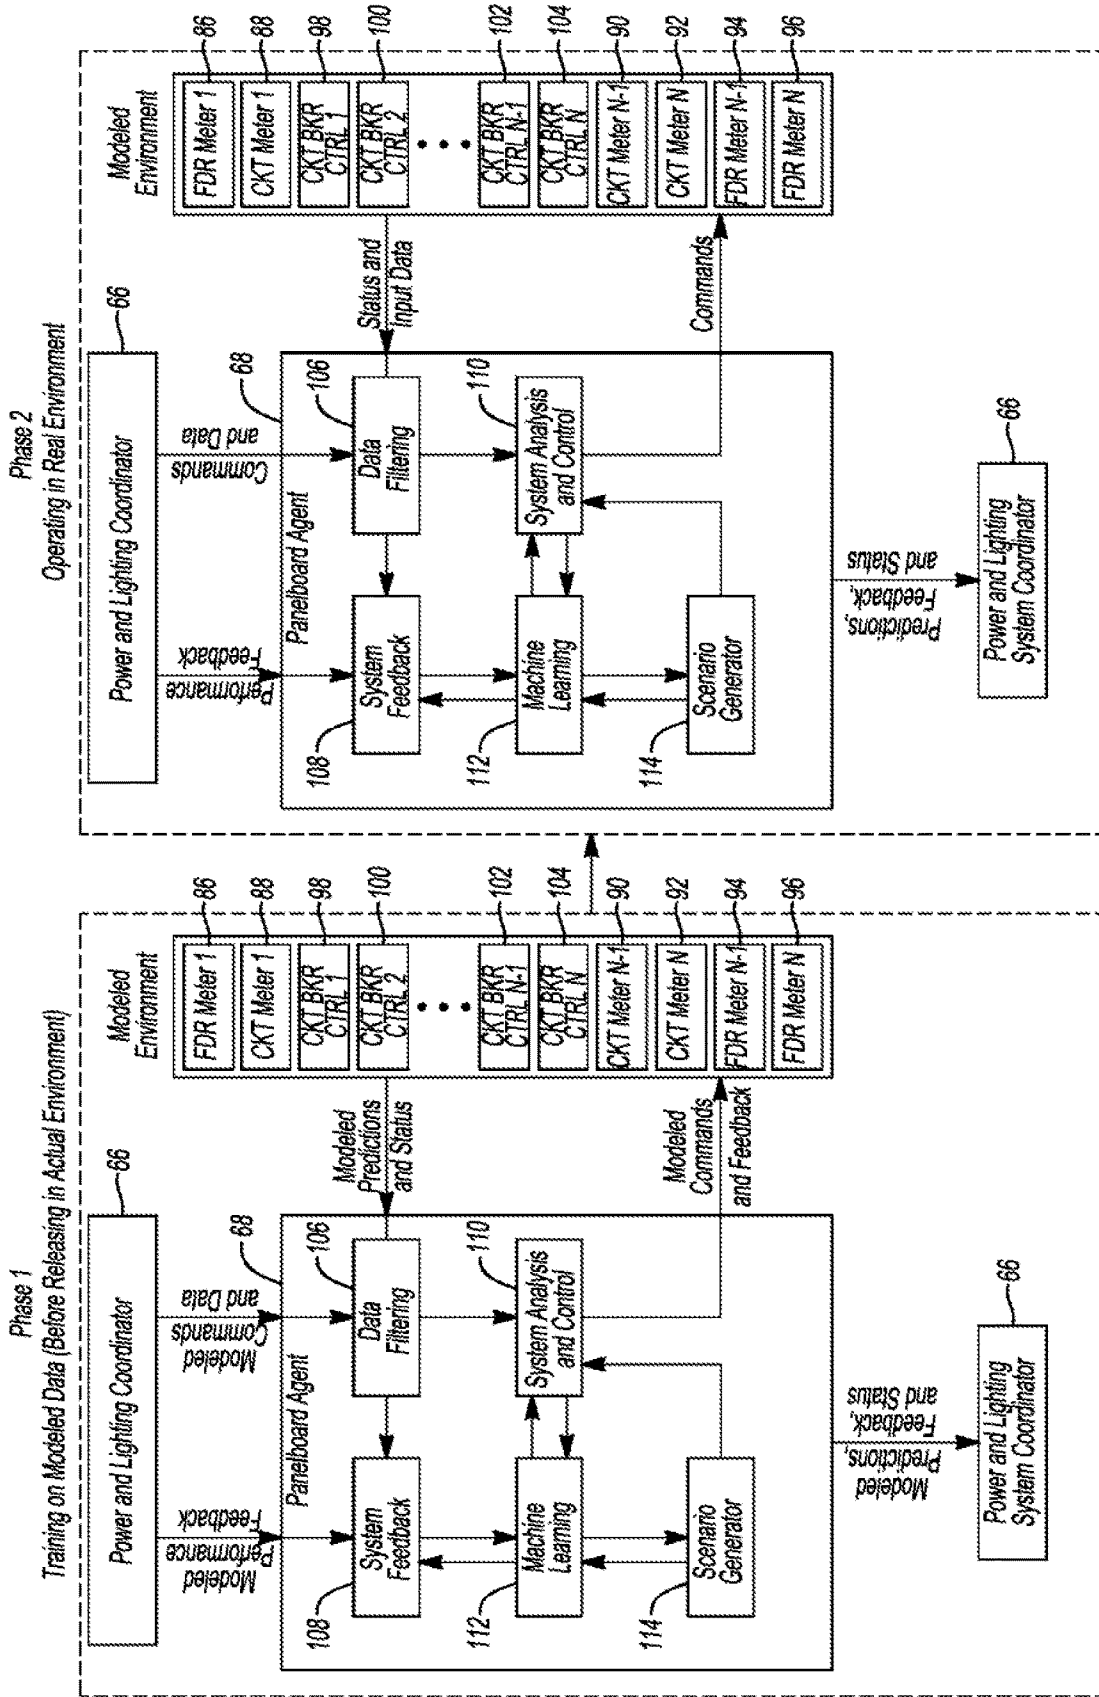 Phase 1
Training on Modeled Data (Before Releasing in Actual Environment)
Power and Lighting Coordinator
66
Modeled
Performance
Feedback
Modeled
Commands
and Data
68
Panelboard Agent
108
System
Feedback
106
Data
Filtering
112
Machine
Learning
110
System Analysis
and Control
114
Scenario
Generator
Modeled
Predictions
and Status
Modeled
Commands
and Feedback
Modeled
Predictions,
Feedback,
and Status
Power and Lighting
System Coordinator
66
Modeled
Environment
FDR Meter 1
86
CKT Meter 1
88
CKT BKR
CTRL 1
98
CKT BKR
CTRL 2
100
• • •
CKT BKR
CTRL N-1
102
CKT BKR
CTRL N
104
CKT Meter N-1
90
CKT Meter N
92
FDR Meter N-1
94
FDR Meter N
96
Phase 2
Operating in Real Environment
Power and Lighting Coordinator
66
Performance
Feedback
Commands
and Data
68
Panelboard Agent
108
System
Feedback
106
Data
Filtering
112
Machine
Learning
110
System Analysis
and Control
114
Scenario
Generator
Status and
Input Data
Commands
Predictions,
Feedback,
and Status
Power and Lighting
System Coordinator
66
Modeled
Environment
FDR Meter 1
86
CKT Meter 1
88
CKT BKR
CTRL 1
98
CKT BKR
CTRL 2
100
• • •
CKT BKR
CTRL N-1
102
CKT BKR
CTRL N
104
CKT Meter N-1
90
CKT Meter N
92
FDR Meter N-1
94
FDR Meter N
96